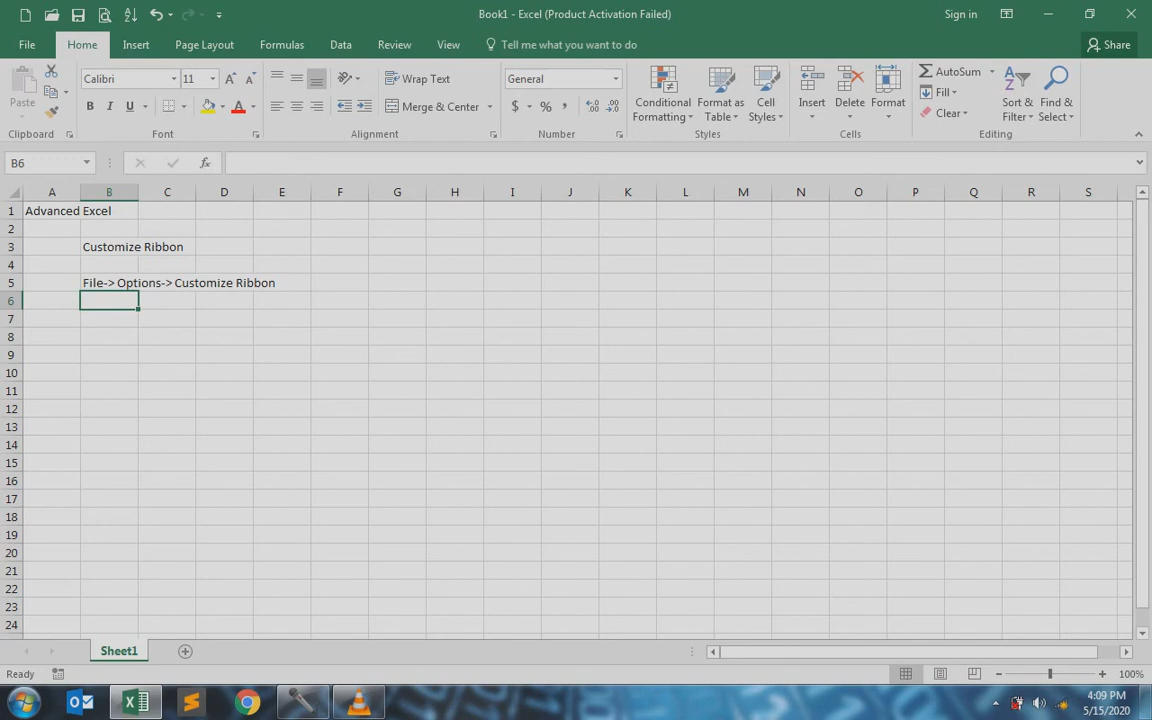 Book1 - Excel (Product Activation Failed)
Sign in
File Home Insert Page Layout Formulas Data Review View Tell me what you want to do Share
Paste
Calibri 11
Wrap Text
General
Conditional Formatting
Format as Table
Cell Styles
Insert
Delete
Format
AutoSum
Fill
Clear
Sort & Filter
Find & Select
B I U
Merge & Center
$ % ,
Clipboard Font Alignment Number Styles Cells Editing
B6 fx
A B C D E F G H I J K L M N O P Q R S
1 Advanced Excel
2
3 Customize Ribbon
4
5 File-> Options-> Customize Ribbon
6
7
8
9
10
11
12
13
14
15
16
17
18
19
20
21
22
23
24
Sheet1
Ready 100%
4:09 PM
5/15/2020